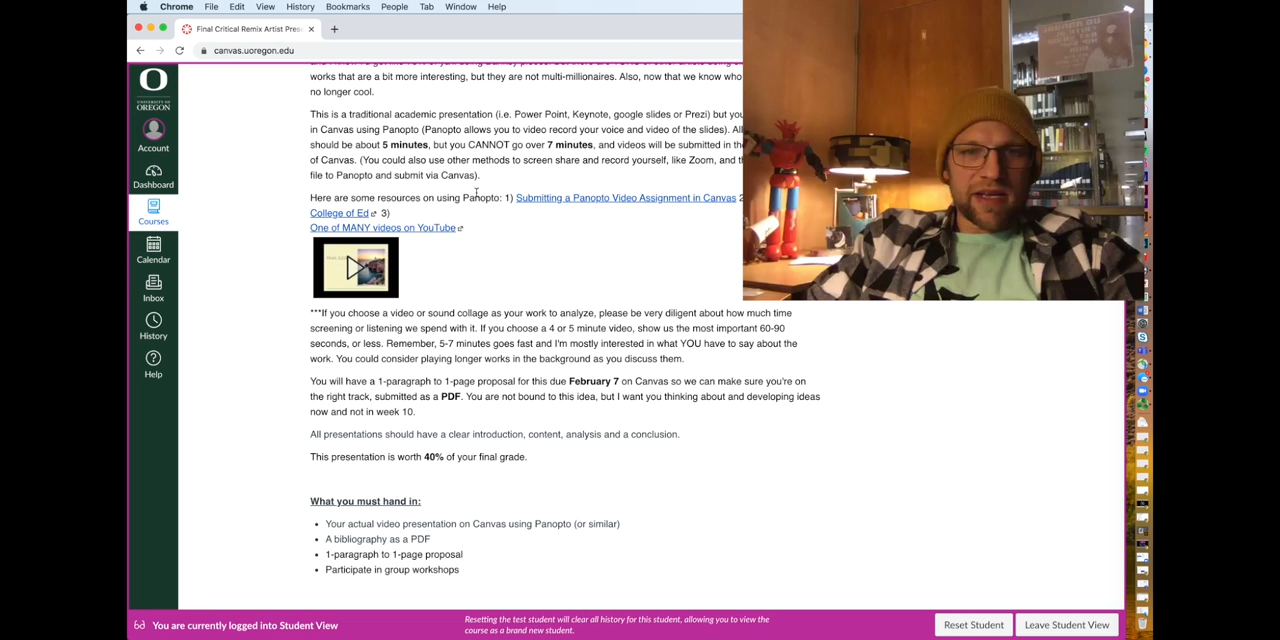 Chrome File Edit View History Bookmarks People Tab Window Help
Final Critical Remix Artist Pres
canvas.uoregon.edu
UNIVERSITY OF
OREGON
Account
Dashboard
Courses
Calendar
Inbox
History
Help
works that are a bit more interesting, but they are not multi-millionaires. Also, now that we know who
no longer cool.
This is a traditional academic presentation (i.e. Power Point, Keynote, google slides or Prezi) but you
in Canvas using Panopto (Panopto allows you to video record your voice and video of the slides). All
should be about 5 minutes, but you CANNOT go over 7 minutes, and videos will be submitted in the
of Canvas. (You could also use other methods to screen share and record yourself, like Zoom, and th
file to Panopto and submit via Canvas).
Here are some resources on using Panopto: 1) Submitting a Panopto Video Assignment in Canvas 2
College of Ed 3)
One of MANY videos on YouTube
***If you choose a video or sound collage as your work to analyze, please be very diligent about how much time
screening or listening we spend with it. If you choose a 4 or 5 minute video, show us the most important 60-90
seconds, or less. Remember, 5-7 minutes goes fast and I'm mostly interested in what YOU have to say about the
work. You could consider playing longer works in the background as you discuss them.
You will have a 1-paragraph to 1-page proposal for this due February 7 on Canvas so we can make sure you're on
the right track, submitted as a PDF. You are not bound to this idea, but I want you thinking about and developing ideas
now and not in week 10.
All presentations should have a clear introduction, content, analysis and a conclusion.
This presentation is worth 40% of your final grade.
What you must hand in:
• Your actual video presentation on Canvas using Panopto (or similar)
• A bibliography as a PDF
• 1-paragraph to 1-page proposal
• Participate in group workshops
You are currently logged into Student View
Resetting the test student will clear all history for this student, allowing you to view the
course as a brand new student.
Reset Student
Leave Student View